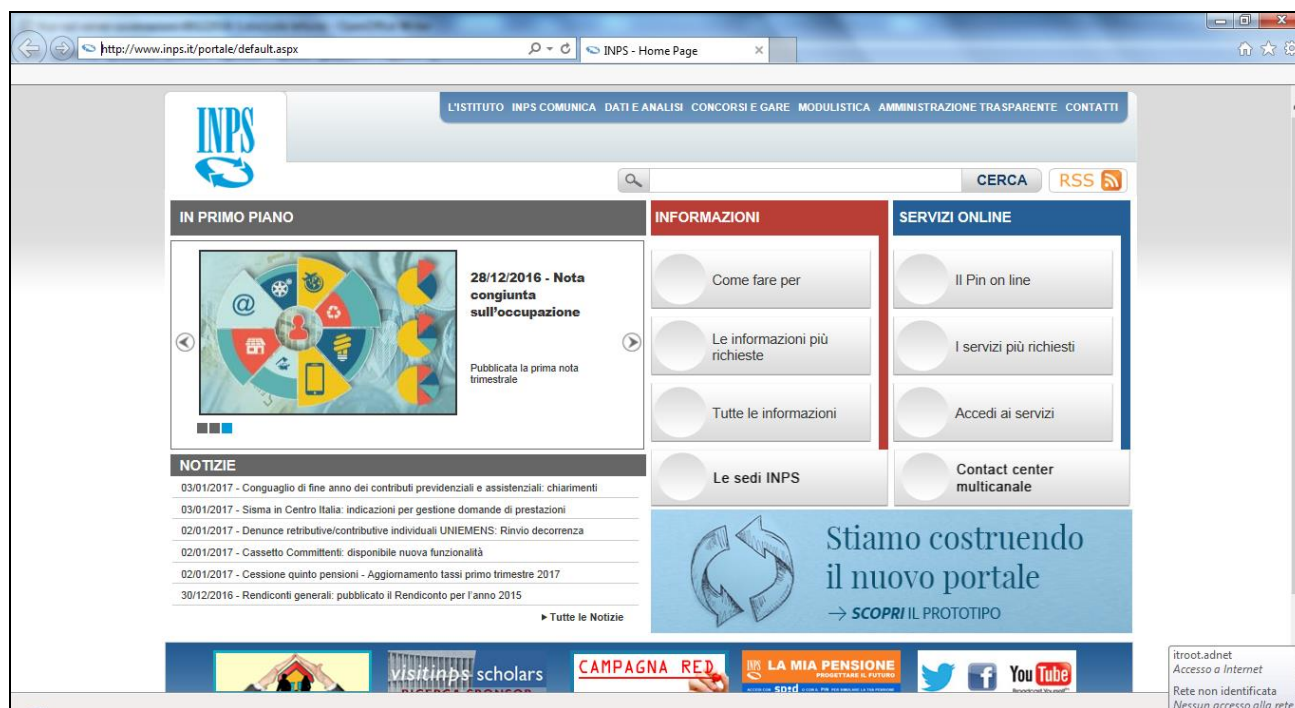 http://www.inps.it/portale/default.aspx
INPS - Home Page
L'ISTITUTO INPS COMUNICA DATI E ANALISI CONCORSI E GARE MODULISTICA AMMINISTRAZIONE TRASPARENTE CONTATTI
INPS
CERCA
RSS
IN PRIMO PIANO
28/12/2016 - Nota
congiunta
sull'occupazione
Pubblicata la prima nota
trimestrale
NOTIZIE
03/01/2017 - Conguaglio di fine anno dei contributi previdenziali e assistenziali: chiarimenti
03/01/2017 - Sisma in Centro Italia: indicazioni per gestione domande di prestazioni
02/01/2017 - Denunce retributive/contributive individuali UNIEMENS: Rinvio decorrenza
02/01/2017 - Cassetto Committenti: disponibile nuova funzionalità
02/01/2017 - Cessione quinto pensioni - Aggiornamento tassi primo trimestre 2017
30/12/2016 - Rendiconti generali: pubblicato il Rendiconto per l'anno 2015
Tutte le Notizie
INFORMAZIONI
Come fare per
Le informazioni più
richieste
Tutte le informazioni
Le sedi INPS
SERVIZI ONLINE
Il Pin on line
I servizi più richiesti
Accedi ai servizi
Contact center
multicanale
Stiamo costruendo
il nuovo portale
→ SCOPRI IL PROTOTIPO
visitinps scholars
RICERCA SPONSOR
CAMPAGNA RED
INPS LA MIA PENSIONE
PROGETTARE IL FUTURO
You Tube
Broadcast Yourself
itroot.adnet
Accesso a Internet
Rete non identificata
Nessun accesso alla rete